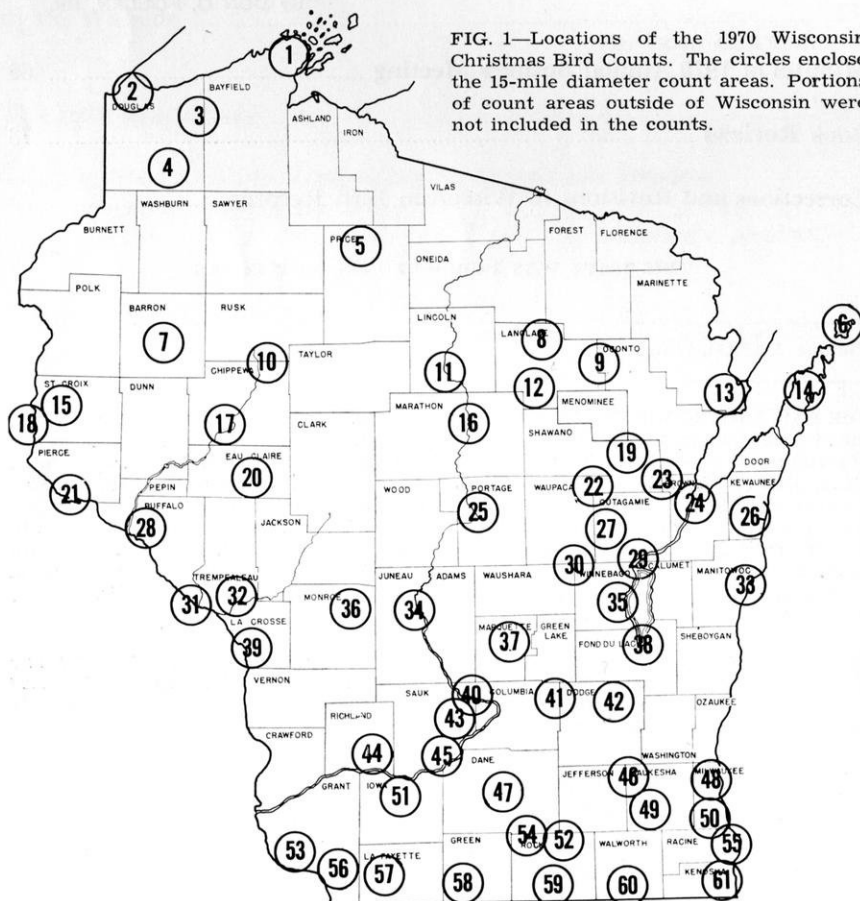 FIG. 1—Locations of the 1970 Wisconsin
Christmas Bird Counts. The circles enclose
the 15-mile diameter count areas. Portions
of count areas outside of Wisconsin were
not included in the counts.
1
2
DOUGLAS
BAYFIELD
3
ASHLAND
IRON
4
VILAS
WASHBURN
SAWYER
BURNETT
PRICE
5
FOREST
FLORENCE
ONEIDA
MARINETTE
POLK
BARRON
RUSK
LINCOLN
6
7
LANGLADE
8
OCONTO
9
TAYLOR
10
CHIPPEWA
11
12
ST. CROIX
DUNN
MENOMINEE
13
14
15
MARATHON
16
17
18
CLARK
SHAWANO
PIERCE
EAU CLAIRE
19
DOOR
20
21
PEPIN
WOOD
PORTAGE
WAUPACA
22
23
BROWN
24
KEWAUNEE
BUFFALO
OUTAGAMIE
25
26
28
JACKSON
27
29
30
CALUMET
TREMPEALEAU
JUNEAU
ADAMS
WAUSHARA
WINNEBAGO
MANITOWOC
33
31
32
MONROE
36
34
35
LA CROSSE
MARQUETTE
37
GREEN
LAKE
FOND DU LAC
38
SHEBOYGAN
39
VERNON
SAUK
40
COLUMBIA
41
DODGE
42
OZAUKEE
RICHLAND
43
CRAWFORD
44
45
WASHINGTON
DANE
GRANT
IOWA
51
47
JEFFERSON
46
WAUKESHA
MILWAUKEE
48
49
50
53
LA FAYETTE
GREEN
54
ROCK
52
WALWORTH
RACINE
55
56
57
58
59
60
KENOSHA
61